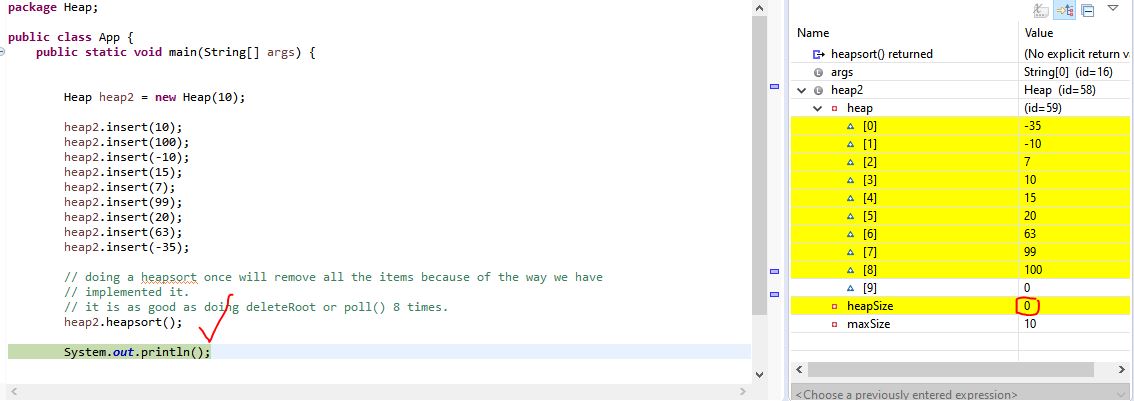 package Heap;
public class App {
public static void main(String[] args) {
Heap heap2 = new Heap(10);
heap2.insert(10);
heap2.insert(100);
heap2.insert(-10);
heap2.insert(15);
heap2.insert(7);
heap2.insert(99);
heap2.insert(20);
heap2.insert(63);
heap2.insert(-35);
// doing a heapsort once will remove all the items because of the way we have
// implemented it.
// it is as good as doing deleteRoot or poll() 8 times.
heap2.heapsort();
System.out.println();
Name Value
heapsort() returned (No explicit return v
args String[0] (id=16)
heap2 Heap (id=58)
heap (id=59)
[0] -35
[1] -10
[2] 7
[3] 10
[4] 15
[5] 20
[6] 63
[7] 99
[8] 100
[9] 0
heapSize 0
maxSize 10
<Choose a previously entered expression>